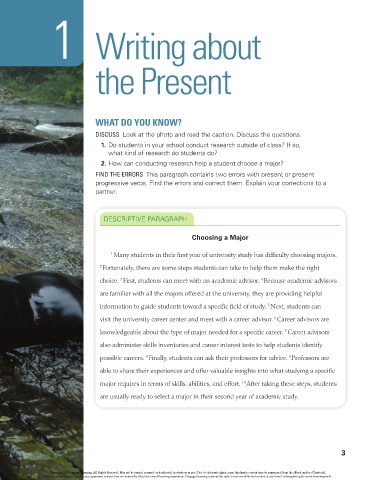 1 Writing about
the Present
WHAT DO YOU KNOW?
DISCUSS Look at the photo and read the caption. Discuss the questions.
1. Do students in your school conduct research outside of class? If so,
what kind of research do students do?
2. How can conducting research help a student choose a major?
FIND THE ERRORS This paragraph contains two errors with present or present
progressive verbs. Find the errors and correct them. Explain your corrections to a
partner.
DESCRIPTIVE PARAGRAPH
Choosing a Major
1 Many students in their first year of university study has difficulty choosing majors.
2 Fortunately, there are some steps students can take to help them make the right
choice. 3 First, students can meet with an academic advisor. 4 Because academic advisors
are familiar with all the majors offered at the university, they are providing helpful
information to guide students toward a specific field of study. 5 Next, students can
visit the university career center and meet with a career advisor. 6 Career advisors are
knowledgeable about the type of major needed for a specific career. 7 Career advisors
also administer skills inventories and career interest tests to help students identify
possible careers. 8 Finally, students can ask their professors for advice. 9 Professors are
able to share their experiences and offer valuable insights into what studying a specific
major requires in terms of skills, abilities, and effort. 10 After taking these steps, students
are usually ready to select a major in their second year of academic study.
3